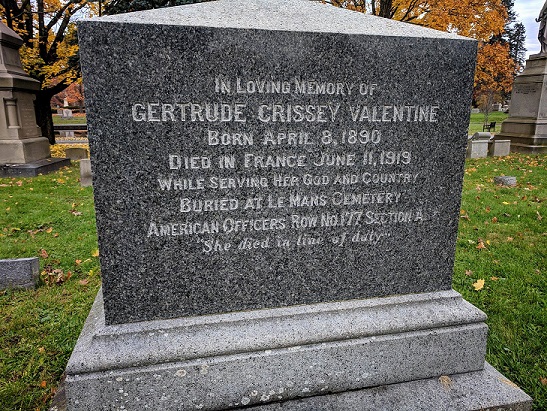 In Loving Memory of
Gertrude Crissey Valentine
Born April 8, 1890
Died in France June 11, 1919
While Serving Her God and Country
Buried at Le Mans Cemetery
American Officers Row No. 177 Section A
"She died in line of duty"